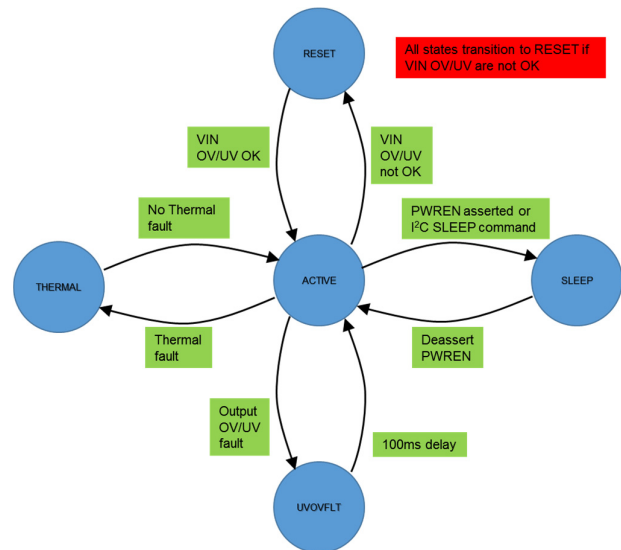 RESET
All states transition to RESET if
VIN OV/UV are not OK
VIN
OV/UV OK
VIN
OV/UV
not OK
No Thermal
fault
PWREN asserted or
I²C SLEEP command
THERMAL
ACTIVE
SLEEP
Thermal
fault
Deassert
PWREN
Output
OV/UV
fault
100ms delay
UVOVFLT